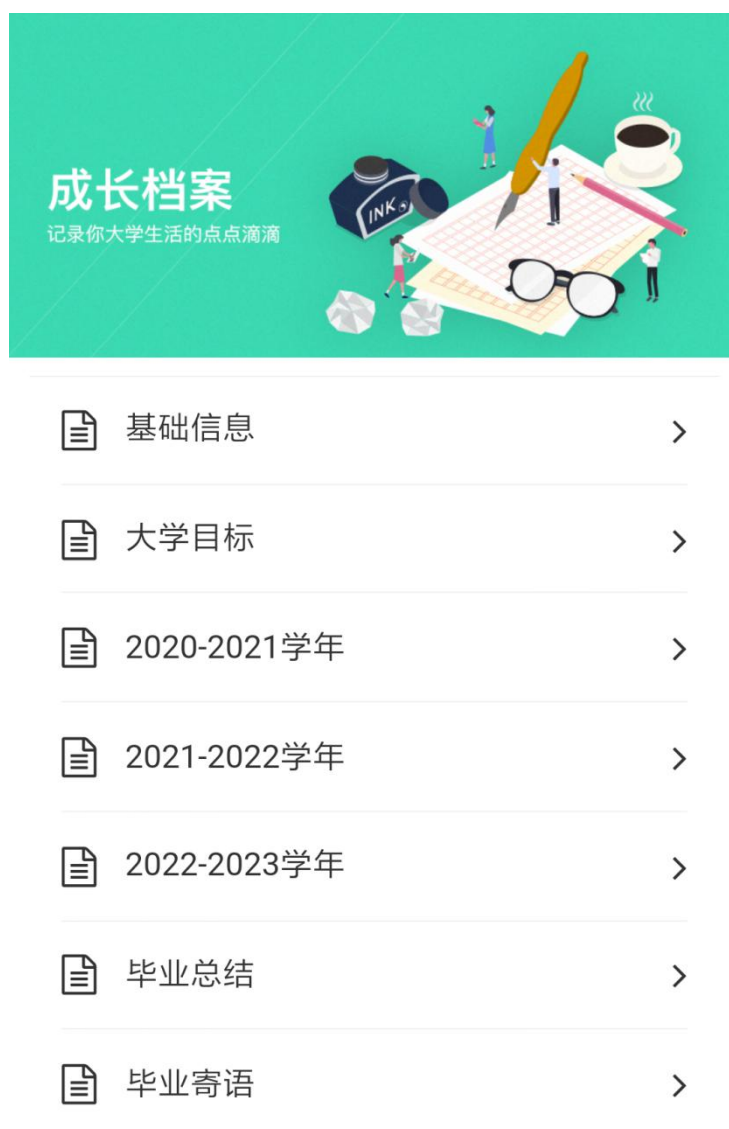 成长档案
记录你大学生活的点点滴滴
INK
基础信息
大学目标
2020-2021学年
2021-2022学年
2022-2023学年
毕业总结
毕业寄语